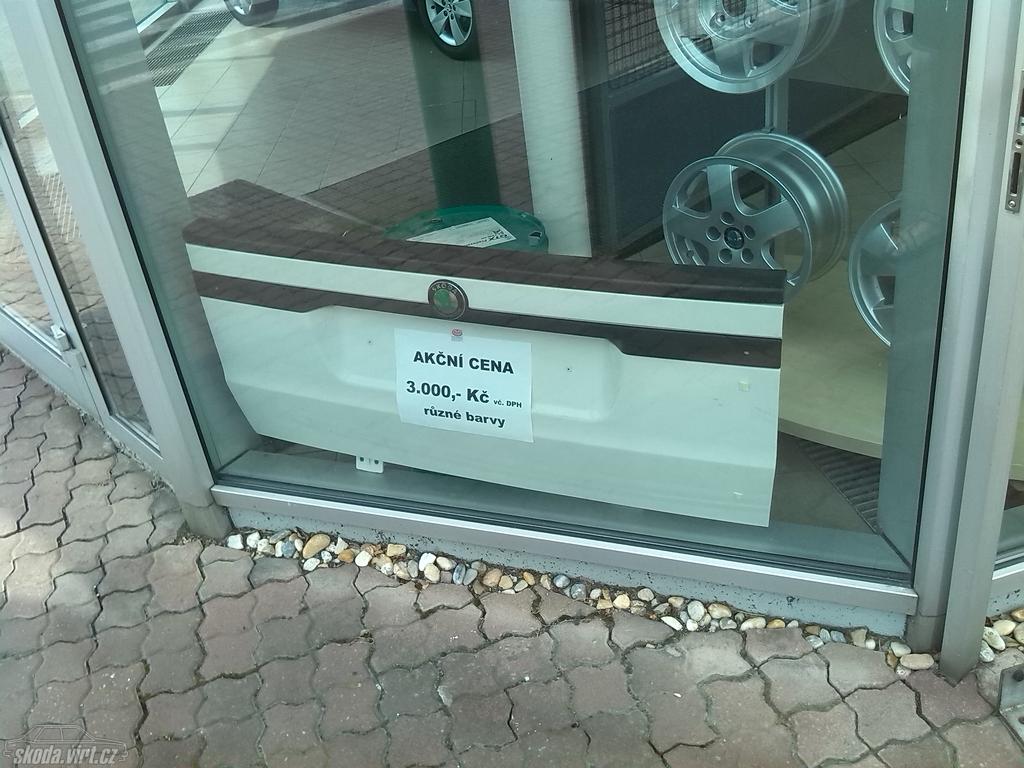 AKČNÍ CENA
3.000,- Kč vč. DPH
různé barvy
skoda.virt.cz